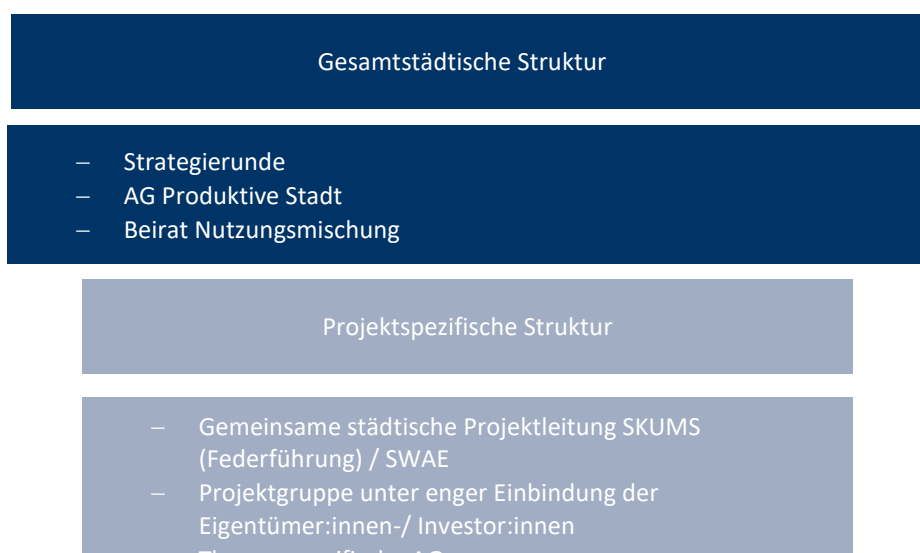 Gesamtstädtische Struktur
– Strategierunde
– AG Produktive Stadt
– Beirat Nutzungsmischung
Projektspezifische Struktur
– Gemeinsame städtische Projektleitung SKUMS
(Federführung) / SWAE
– Projektgruppe unter enger Einbindung der
Eigentümer:innen-/ Investor:innen